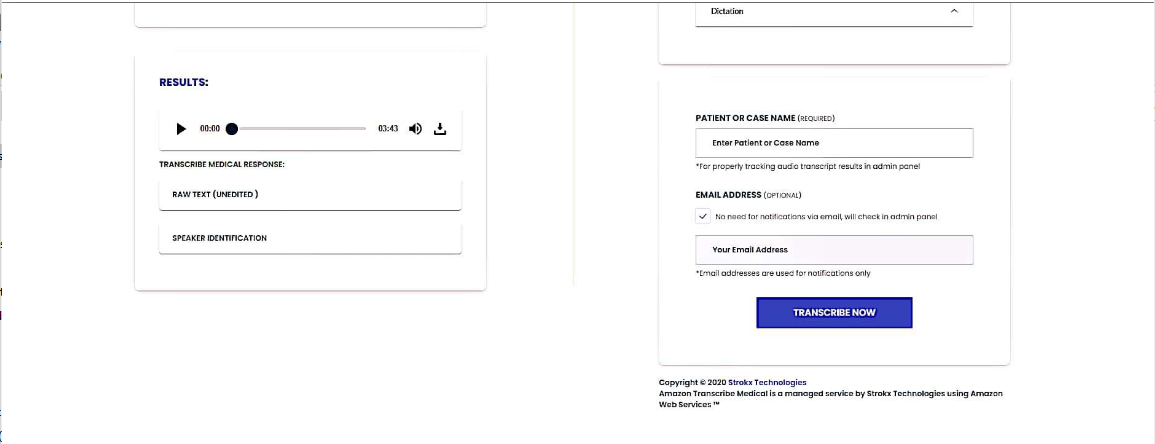 Dictation
RESULTS:
00:00
03:43
TRANSCRIBE MEDICAL RESPONSE:
RAW TEXT (UNEDITED )
SPEAKER IDENTIFICATION
PATIENT OR CASE NAME (REQUIRED)
Enter Patient or Case Name
*For properly tracking audio transcript results in admin panel
EMAIL ADDRESS (OPTIONAL)
No need for notifications via email, will check in admin panel
Your Email Address
*Email addresses are used for notifications only
TRANSCRIBE NOW
Copyright © 2020 Strokx Technologies
Amazon Transcribe Medical is a managed service by Strokx Technologies using Amazon
Web Services ™